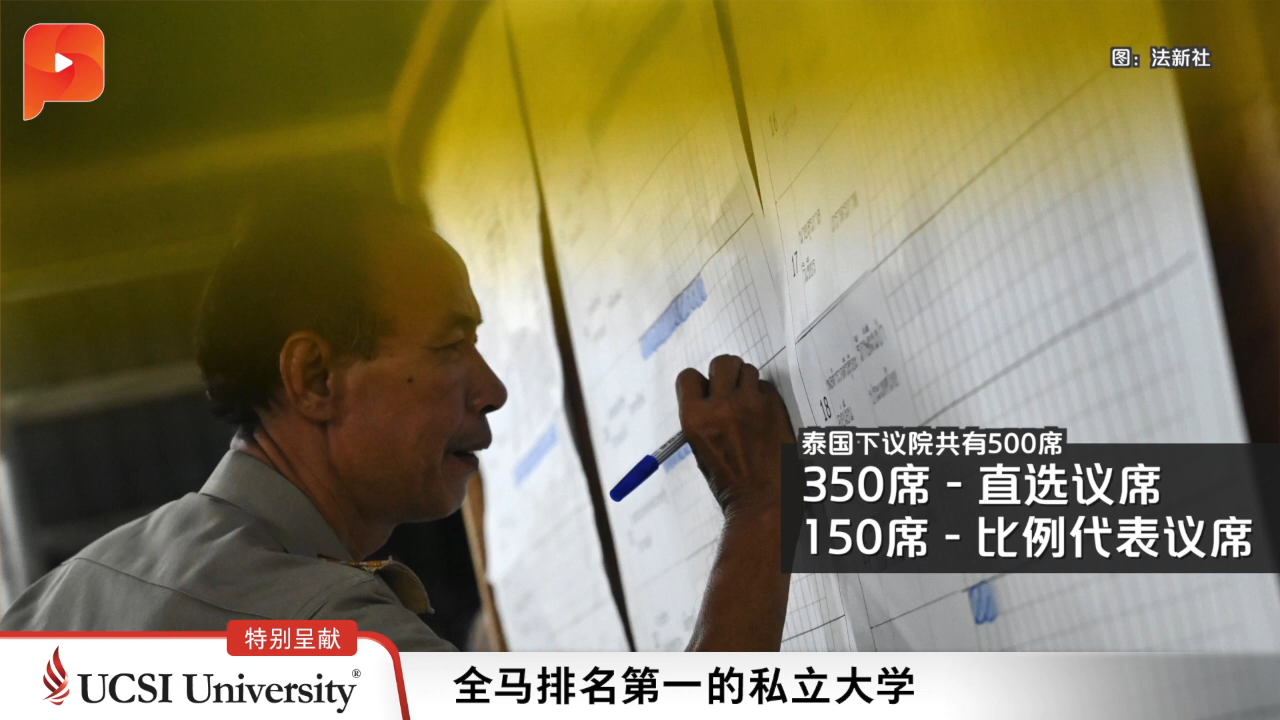 图：法新社
17
18
泰国下议院共有500席
350席 - 直选议席
150席 - 比例代表议席
特别呈献
UCSI University®
全马排名第一的私立大学